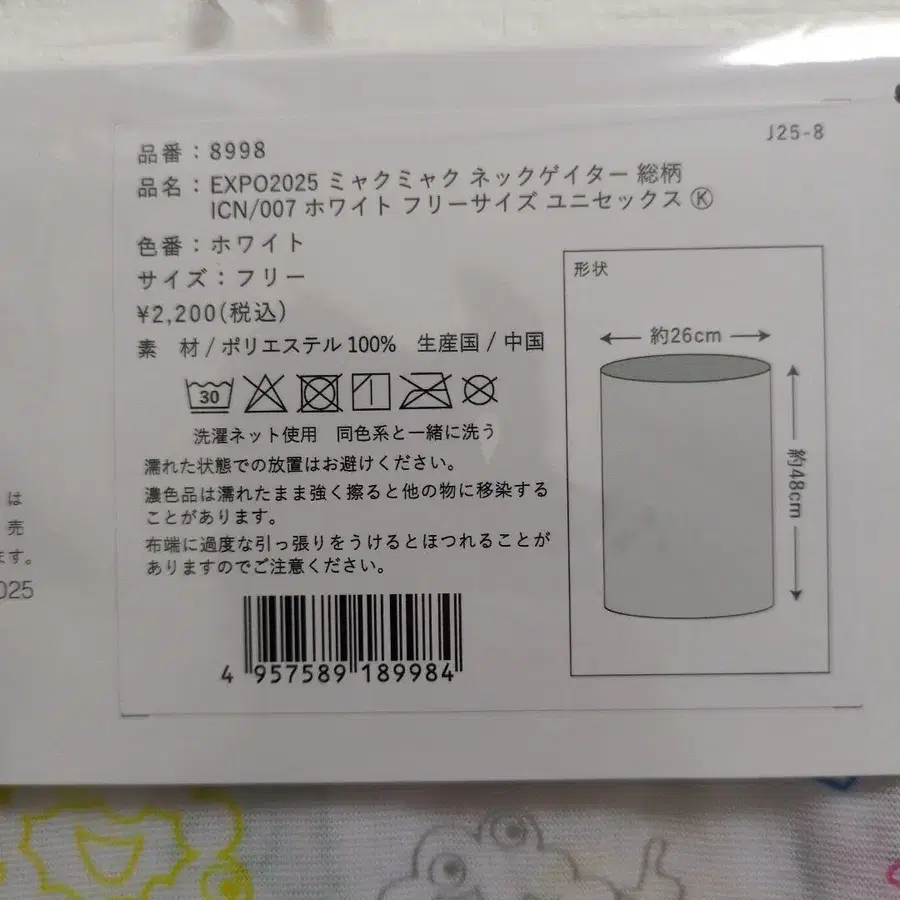 J25-8
品番：8998
品名：EXPO2025 ミャクミャク ネックゲイター 総柄
ICN/007 ホワイト フリーサイズ ユニセックス Ⓚ
色番：ホワイト
サイズ：フリー
¥2,200(税込)
素 材/ポリエステル100% 生産国/中国
30
洗濯ネット使用 同色系と一緒に洗う
濡れた状態での放置はお避けください。
濃色品は濡れたまま強く擦ると他の物に移染する
ことがあります。
布端に過度な引っ張りをうけるとほつれることが
ありますのでご注意ください。
4 957589 189984
形状
約26cm
約48cm
は
売
ます。
025